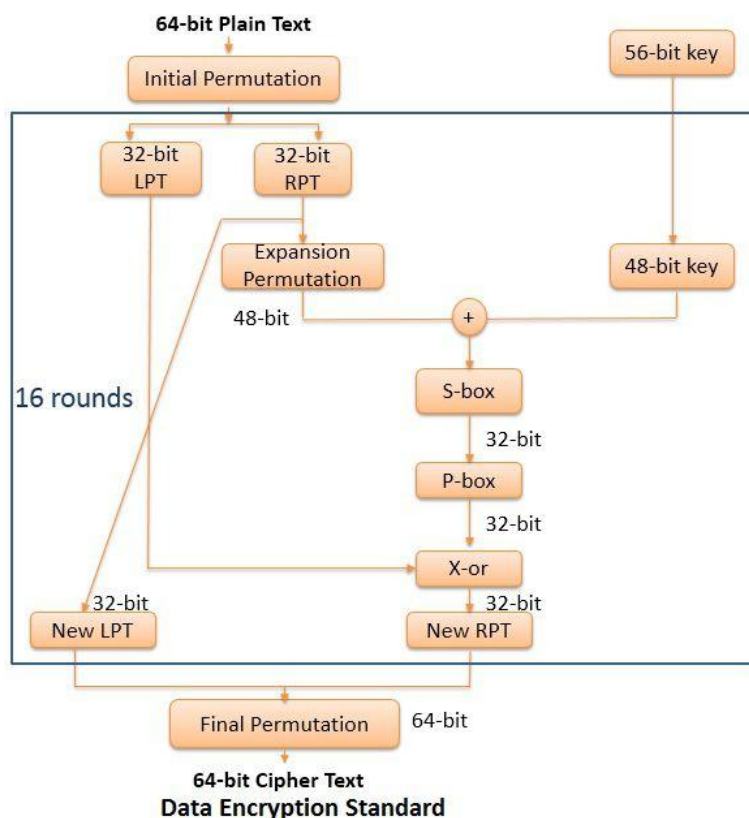 64-bit Plain Text
Initial Permutation
56-bit key
32-bit
LPT
32-bit
RPT
Expansion
Permutation
48-bit key
48-bit
+
16 rounds
S-box
32-bit
P-box
32-bit
X-or
32-bit
32-bit
New LPT
New RPT
Final Permutation
64-bit
64-bit Cipher Text
Data Encryption Standard